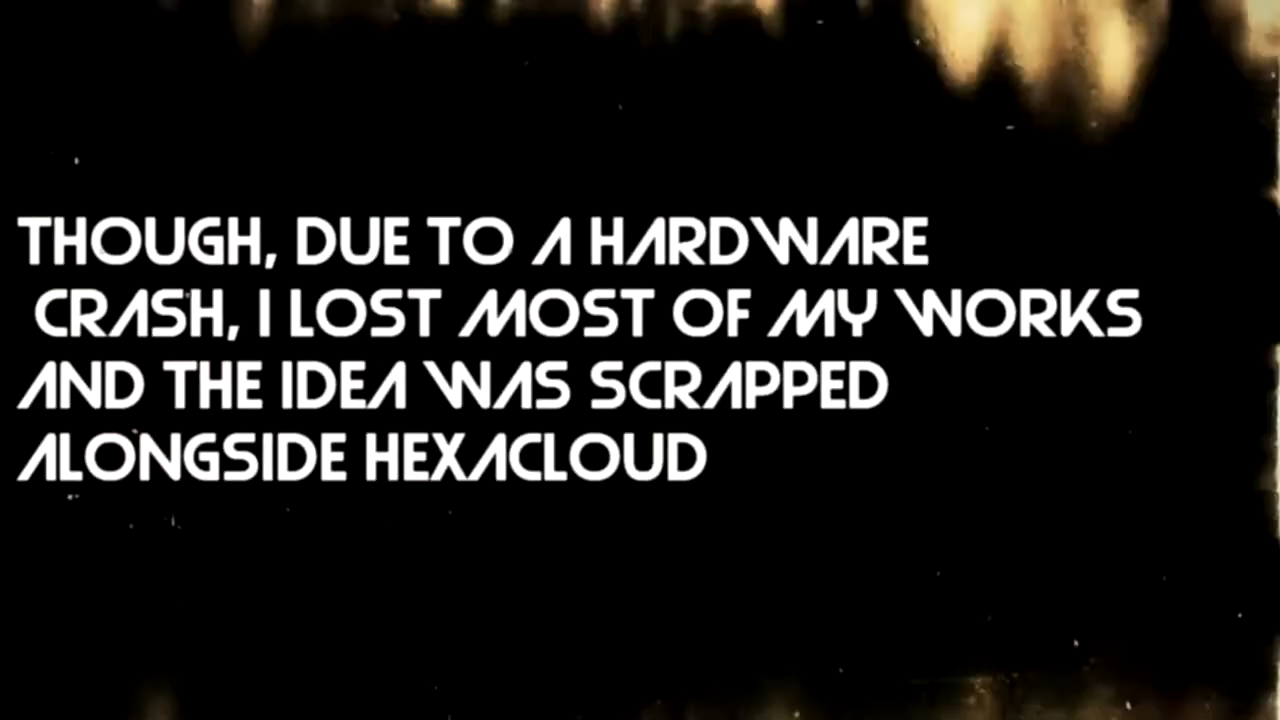 THOUGH, DUE TO A HARDWARE
CRASH, I LOST MOST OF MY WORKS
AND THE IDEA WAS SCRAPPED
ALONGSIDE HEXACLOUD